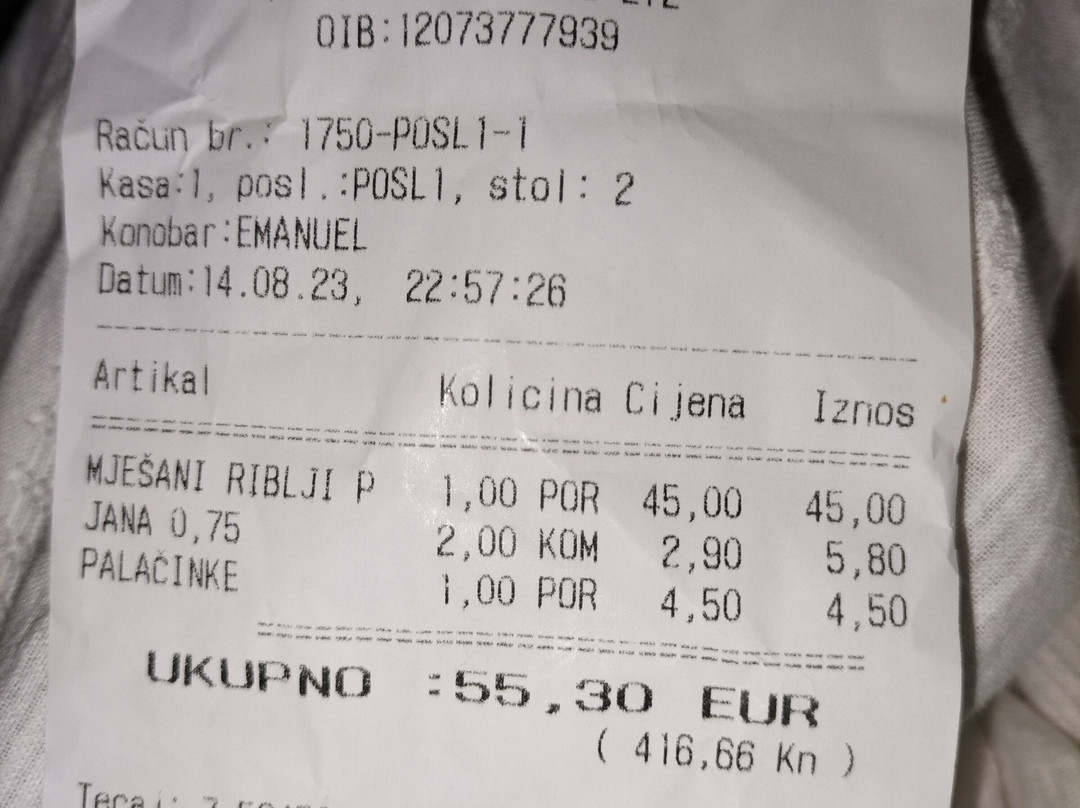 OIB:12073777939
Račun br.: 1750-POSL1-1
Kasa:1, posl.:POSL1, stol: 2
Konobar:EMANUEL
Datum:14.08.23, 22:57:26
Artikal Kolicina Cijena Iznos
MJEŠANI RIBLJI P 1,00 POR 45,00 45,00
JANA 0,75 2,00 KOM 2,90 5,80
PALAČINKE 1,00 POR 4,50 4,50
UKUPNO :55,30 EUR
( 416,66 Kn )
Tecaj: